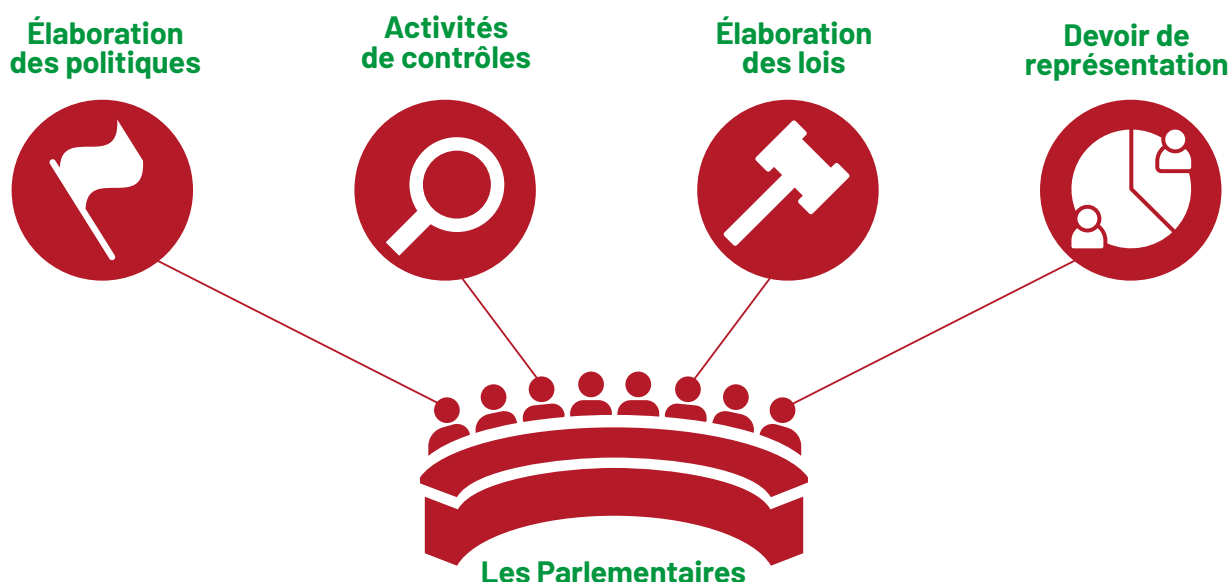 Élaboration
des politiques
Activités
de contrôles
Élaboration
des lois
Devoir de
représentation
Les Parlementaires